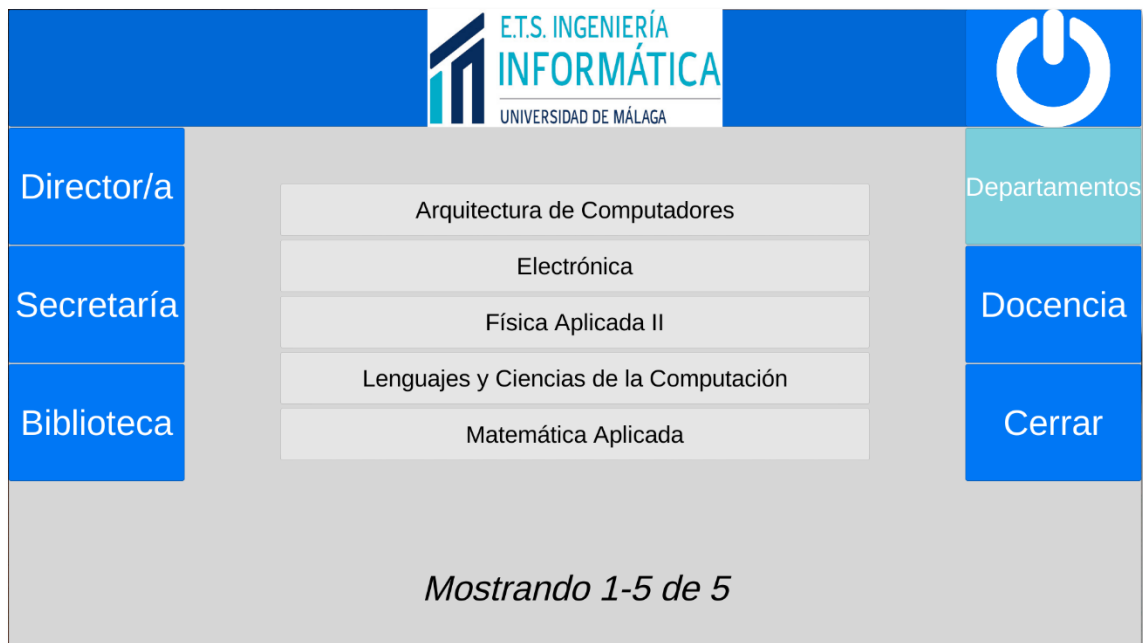 E.T.S. INGENIERÍA
INFORMÁTICA
UNIVERSIDAD DE MÁLAGA
Director/a
Secretaría
Biblioteca
Arquitectura de Computadores
Electrónica
Física Aplicada II
Lenguajes y Ciencias de la Computación
Matemática Aplicada
Departamentos
Docencia
Cerrar
Mostrando 1-5 de 5